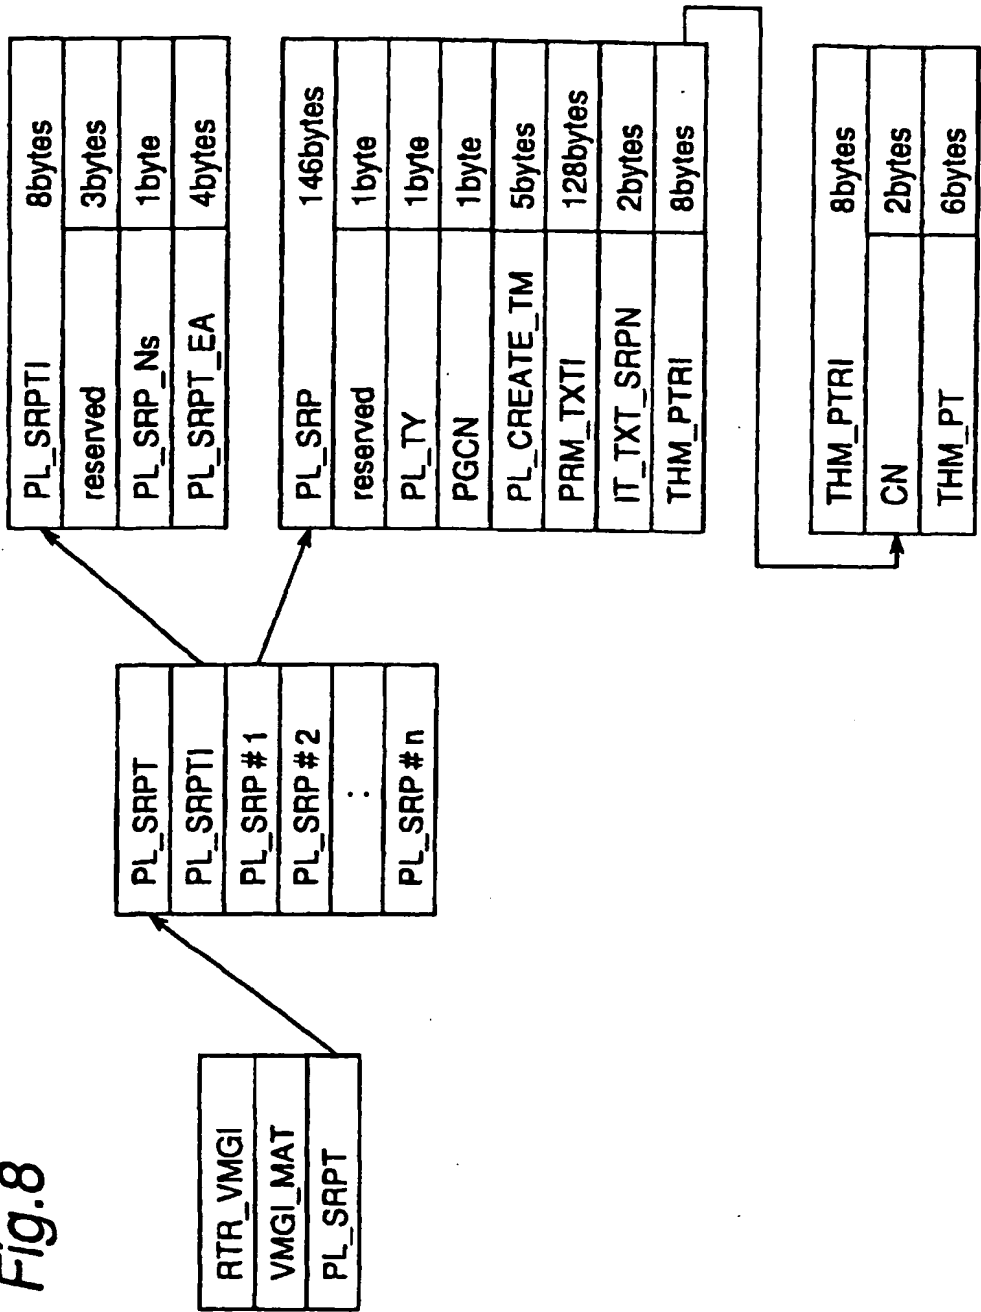 Fig.8
RTR_VMGI
VMGI_MAT
PL_SRPT
PL_SRPT
PL_SRPTI
PL_SRP#1
PL_SRP#2
:
PL_SRP#n
PL_SRPTI 8bytes
reserved 3bytes
PL_SRP_Ns 1byte
PL_SRPT_EA 4bytes
PL_SRP 146bytes
reserved 1byte
PL_TY 1byte
PGCN 1byte
PL_CREATE_TM 5bytes
PRM_TXTI 128bytes
IT_TXT_SRPN 2bytes
THM_PTRI 8bytes
THM_PTRI 8bytes
CN 2bytes
THM_PT 6bytes